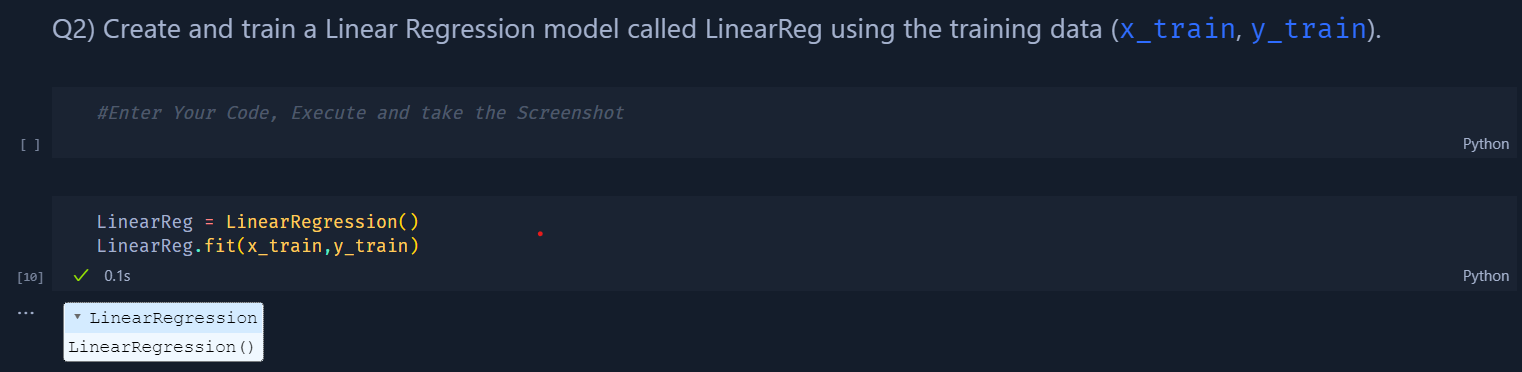 Q2) Create and train a Linear Regression model called LinearReg using the training data (x_train, y_train).
#Enter Your Code, Execute and take the Screenshot
[ ]
Python
LinearReg = LinearRegression()
LinearReg.fit(x_train,y_train)
[10]
✓ 0.1s
Python
...
▾ LinearRegression
LinearRegression()